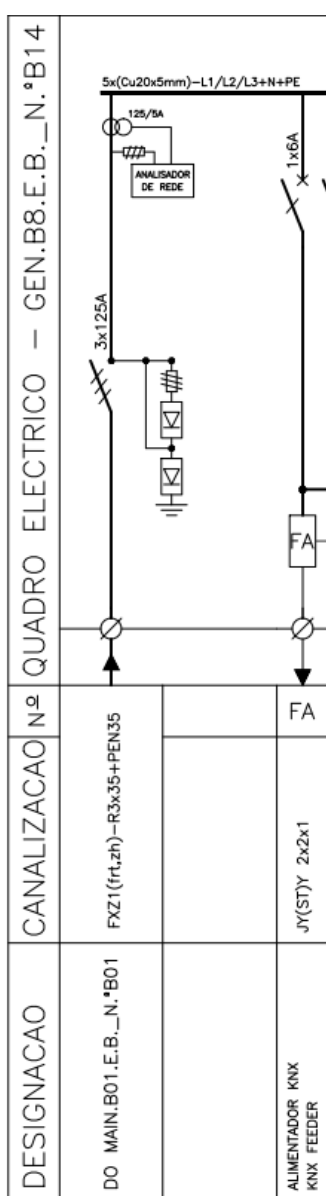 QUADRO ELECTRICO - GEN.B8.E.B._N.ºB14
5x(Cu20x5mm)-L1/L2/L3+N+PE
125/5A
ANALISADOR
DE REDE
3x125A
1x6A
FA
Nº
FA
CANALIZACAO
FXZ1(frt,zh)-R3x35+PEN35
JY(ST)Y 2x2x1
DESIGNACAO
DO MAIN.B01.E.B._N.ºB01
ALIMENTADOR KNX
KNX FEEDER